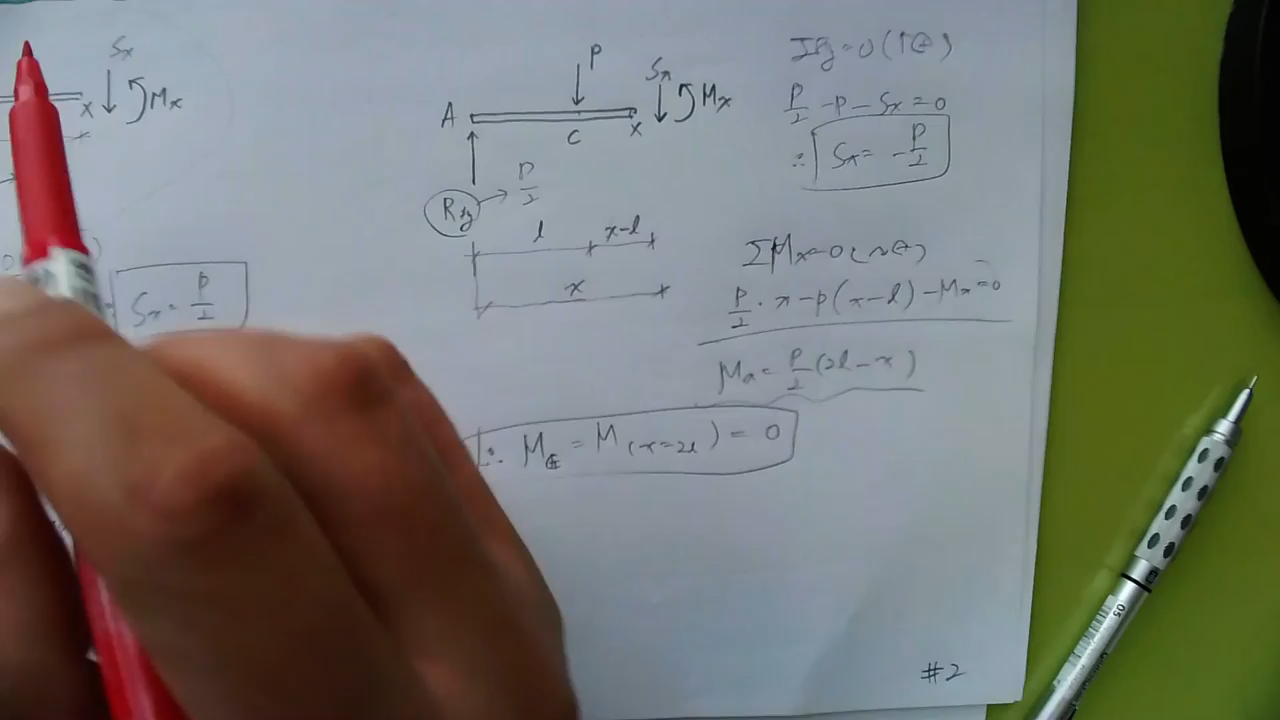 Sx
x Mx
Sx = P/2
P
Sx
A Mx
C x
Ry → P/2
l x-l
x
Σfy=0(↑⊕)
P/2 -P-Sx=0
∴ Sx= -P/2
ΣMx=0(⊕)
P/2 · x-P(x-l)-Mx=0
Mx= P/2 (2l-x)
∴ M = M(x=2l) = 0
05
#2